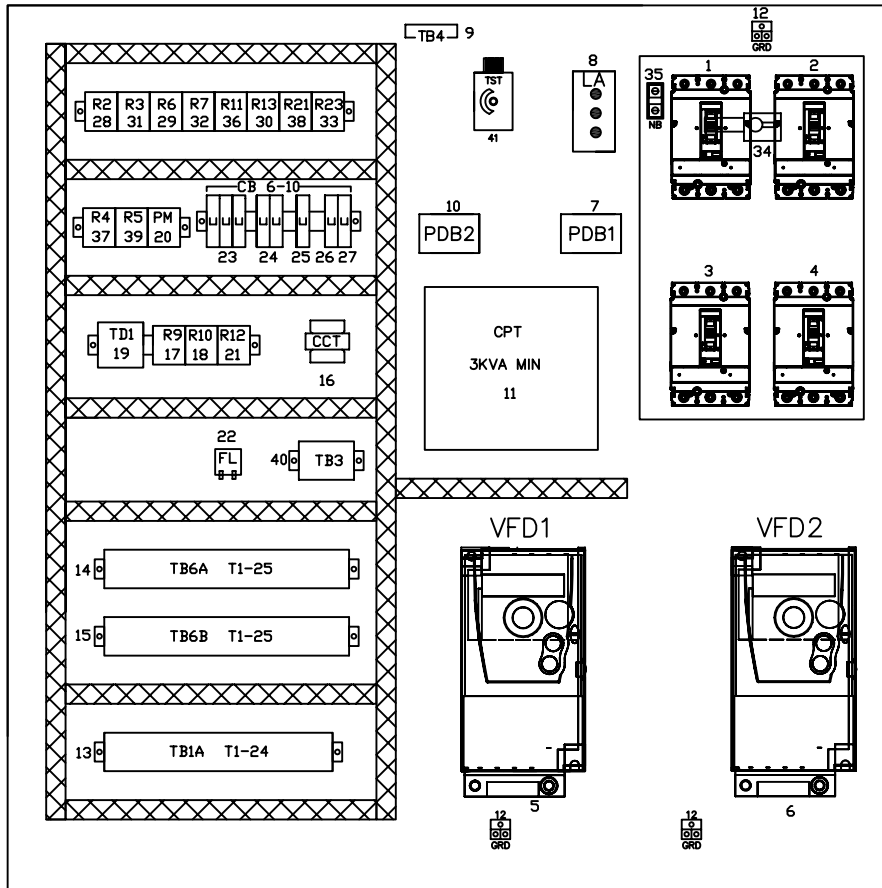 TB4 9
12
GRD
TST
41
8
LA
35
NB
1 2
34
R2 R3 R6 R7 R11 R13 R21 R23
28 31 29 32 36 30 38 33
CB 6-10
R4 R5 PM
37 39 20
23 24 25 26 27
10
PDB2
7
PDB1
3 4
TD1
19
R9 R10 R12
17 18 21
CCT
16
CPT
3KVA MIN
11
22
FL
40 TB3
VFD1 VFD2
14 TB6A T1-25
15 TB6B T1-25
13 TB1A T1-24
5 6
12
GRD
12
GRD